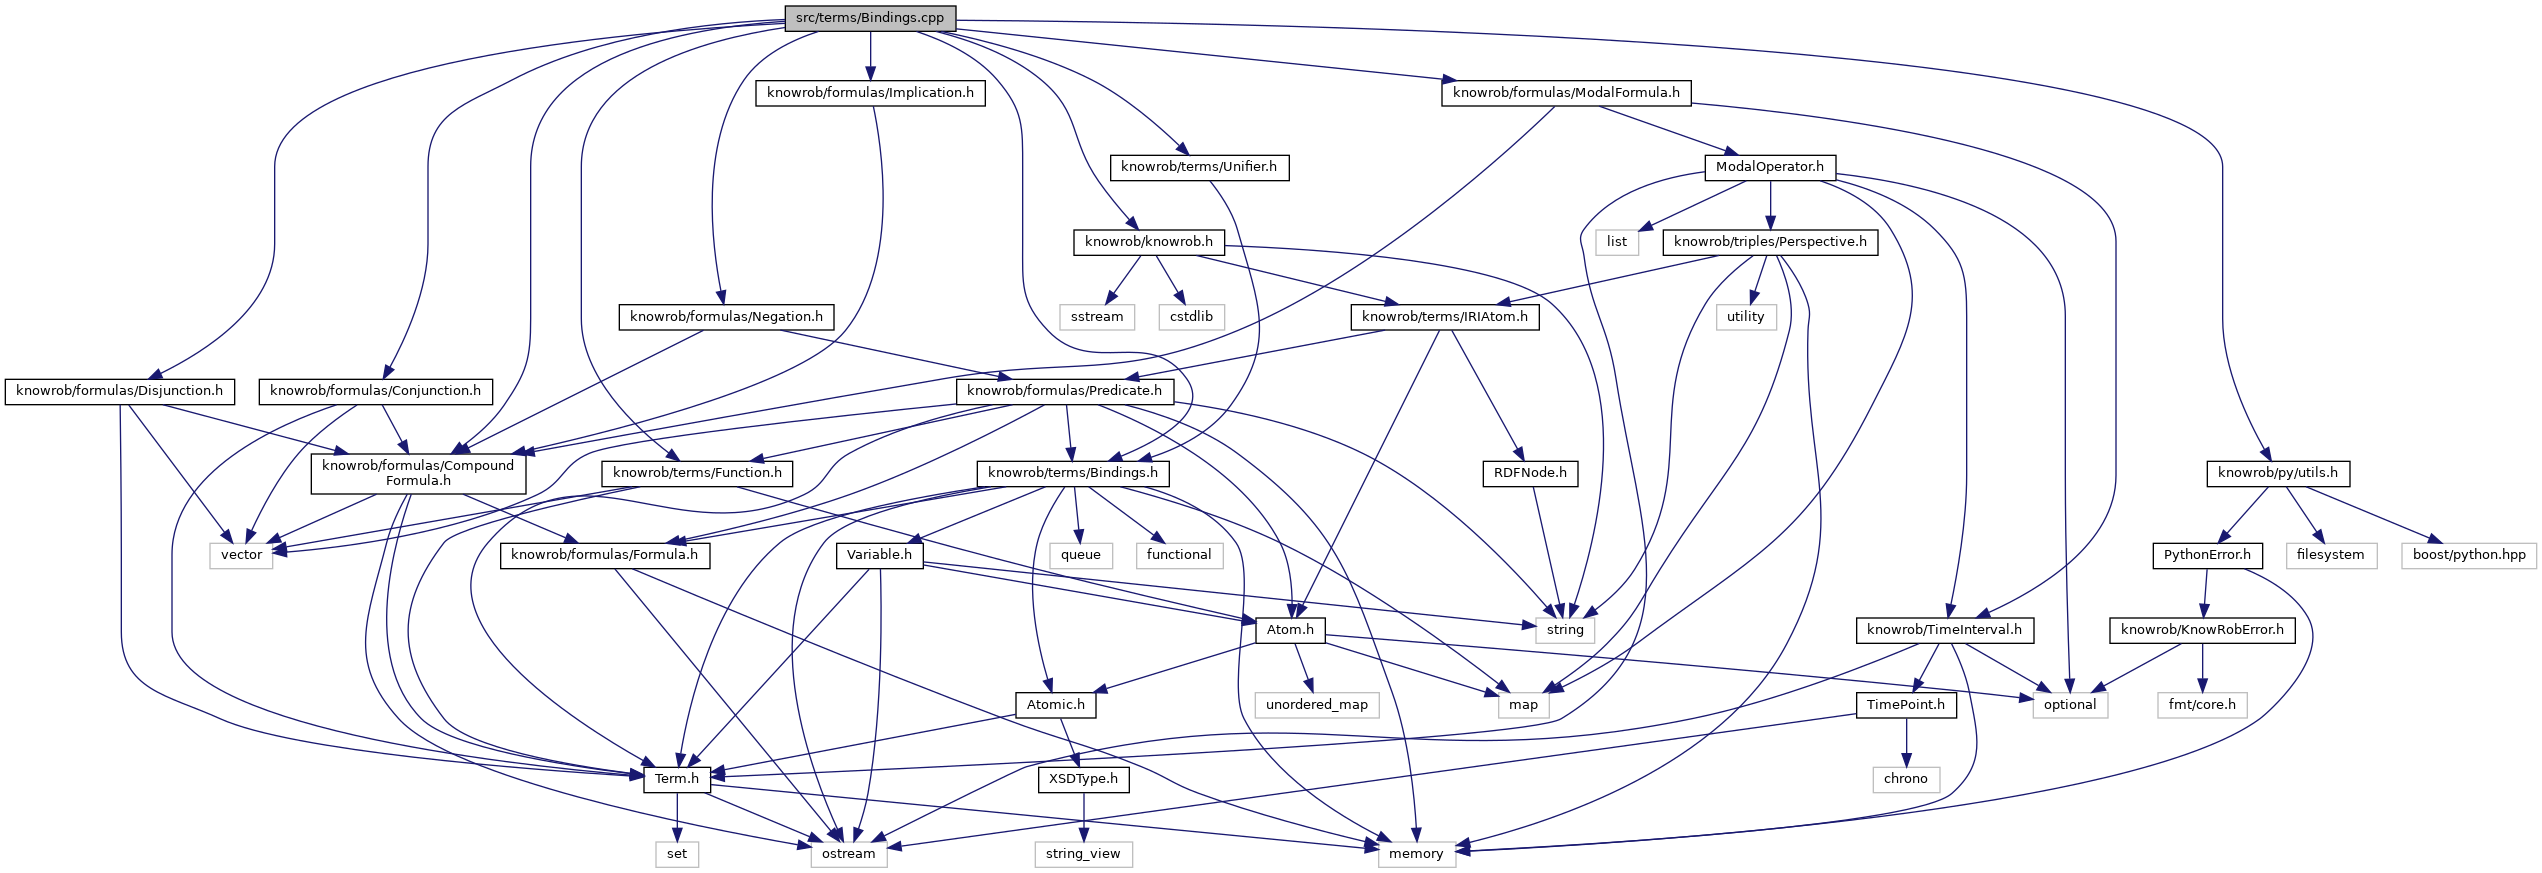 src/terms/Bindings.cpp
knowrob/formulas/Implication.h
knowrob/formulas/ModalFormula.h
knowrob/terms/Unifier.h
ModalOperator.h
knowrob/knowrob.h
list
knowrob/triples/Perspective.h
knowrob/formulas/Negation.h
sstream
cstdlib
knowrob/terms/IRIAtom.h
utility
knowrob/formulas/Disjunction.h
knowrob/formulas/Conjunction.h
knowrob/formulas/Predicate.h
knowrob/formulas/Compound
Formula.h
knowrob/terms/Function.h
knowrob/terms/Bindings.h
RDFNode.h
knowrob/py/utils.h
vector
knowrob/formulas/Formula.h
Variable.h
queue
functional
PythonError.h
filesystem
boost/python.hpp
Atom.h
string
knowrob/TimeInterval.h
knowrob/KnowRobError.h
Atomic.h
unordered_map
map
TimePoint.h
optional
fmt/core.h
Term.h
XSDType.h
chrono
set
ostream
string_view
memory